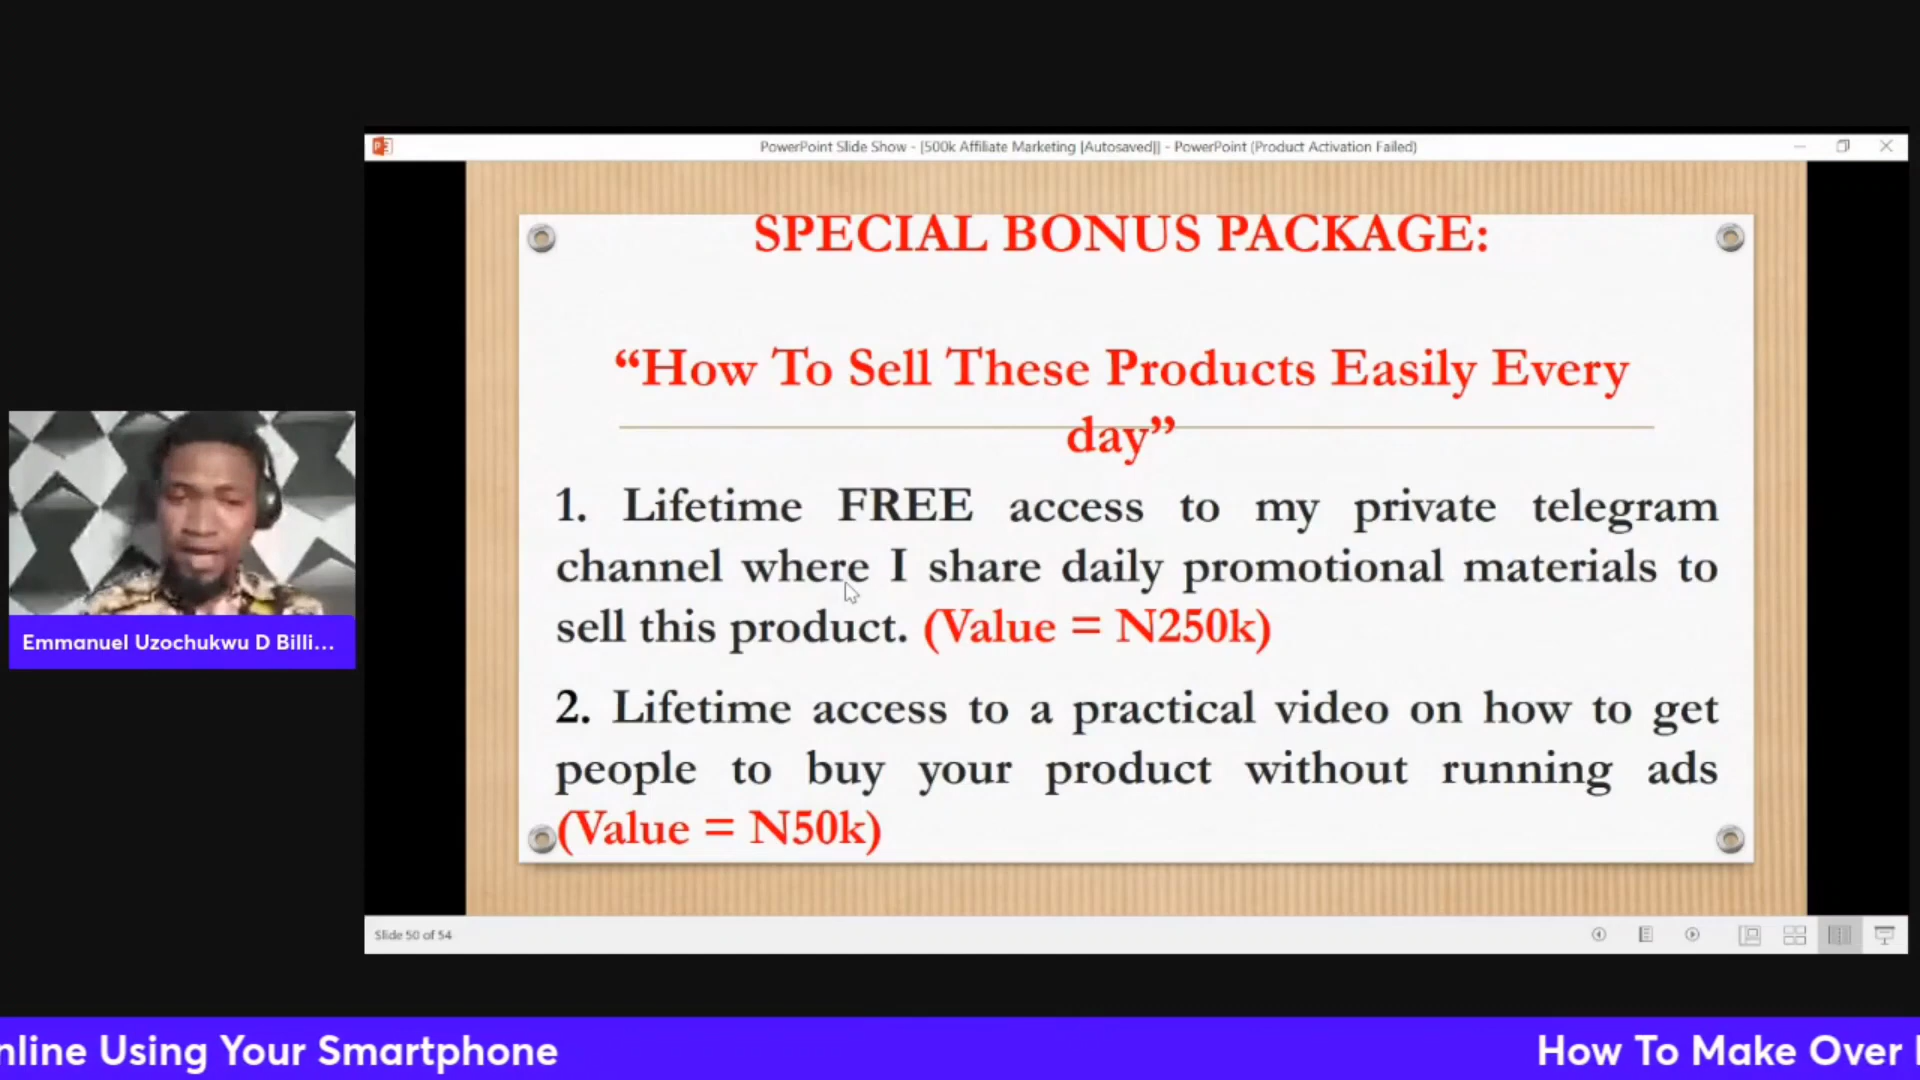 PowerPoint Slide Show - [500k Affiliate Marketing [Autosaved]] - PowerPoint (Product Activation Failed)
SPECIAL BONUS PACKAGE:
“How To Sell These Products Easily Every
day”
1. Lifetime FREE access to my private telegram
channel where I share daily promotional materials to
sell this product. (Value = N250k)
2. Lifetime access to a practical video on how to get
people to buy your product without running ads
(Value = N50k)
Emmanuel Uzochukwu D Billi...
Slide 50 of 54
nline Using Your Smartphone
How To Make Over